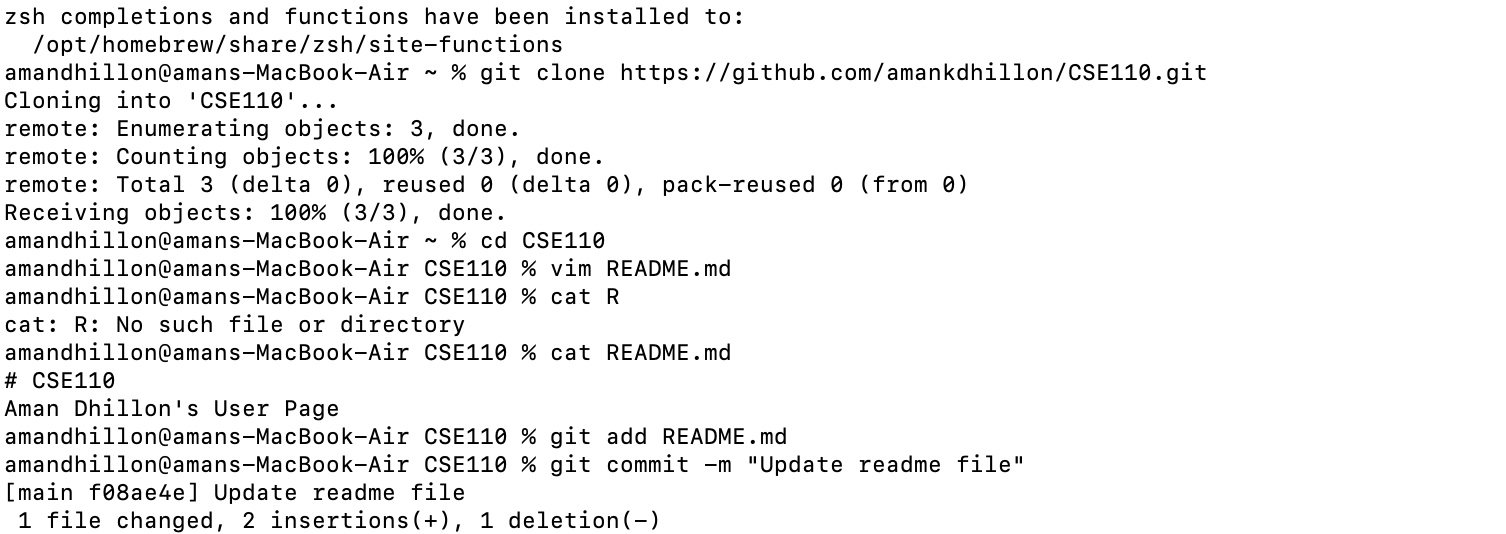 zsh completions and functions have been installed to:
  /opt/homebrew/share/zsh/site-functions
amandhillon@amans-MacBook-Air ~ % git clone https://github.com/amankdhillon/CSE110.git
Cloning into 'CSE110'...
remote: Enumerating objects: 3, done.
remote: Counting objects: 100% (3/3), done.
remote: Total 3 (delta 0), reused 0 (delta 0), pack-reused 0 (from 0)
Receiving objects: 100% (3/3), done.
amandhillon@amans-MacBook-Air ~ % cd CSE110
amandhillon@amans-MacBook-Air CSE110 % vim README.md
amandhillon@amans-MacBook-Air CSE110 % cat R
cat: R: No such file or directory
amandhillon@amans-MacBook-Air CSE110 % cat README.md
# CSE110
Aman Dhillon's User Page
amandhillon@amans-MacBook-Air CSE110 % git add README.md
amandhillon@amans-MacBook-Air CSE110 % git commit -m "Update readme file"
[main f08ae4e] Update readme file
 1 file changed, 2 insertions(+), 1 deletion(-)